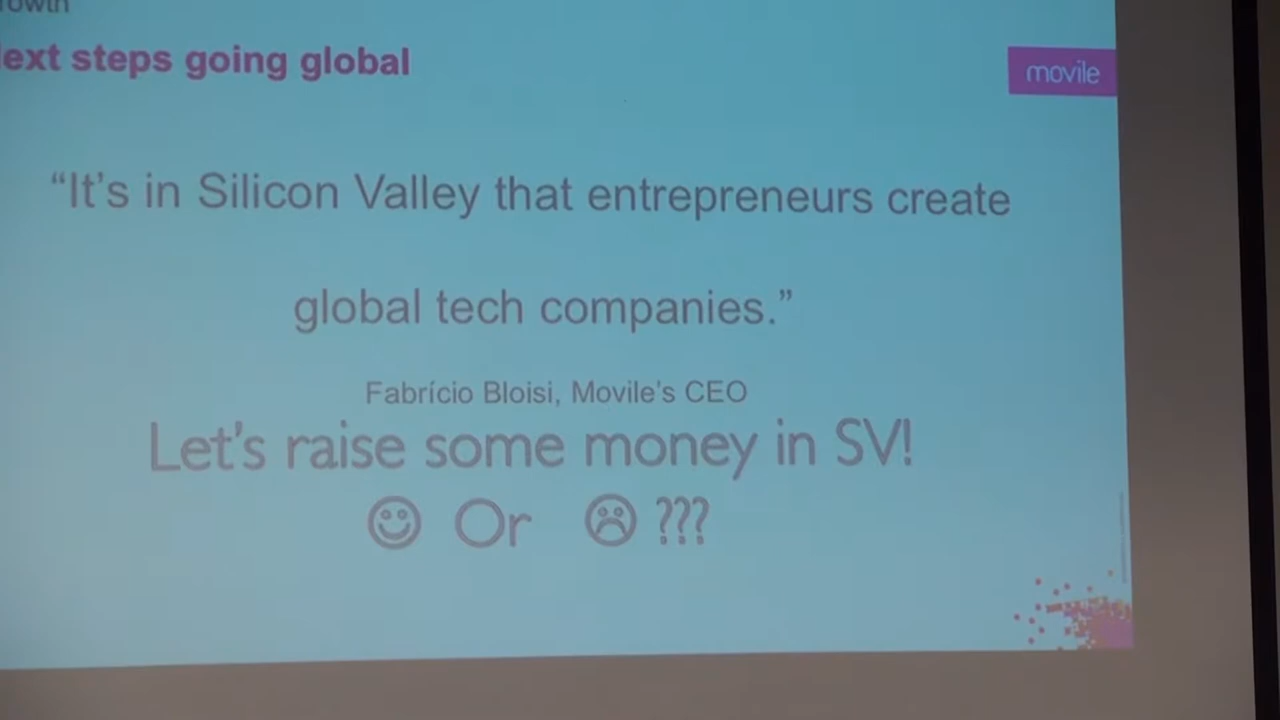 ext steps going global
movile
“It’s in Silicon Valley that entrepreneurs create
global tech companies.”
Fabrício Bloisi, Movile's CEO
Let's raise some money in SV!
☺ Or ☹ ???